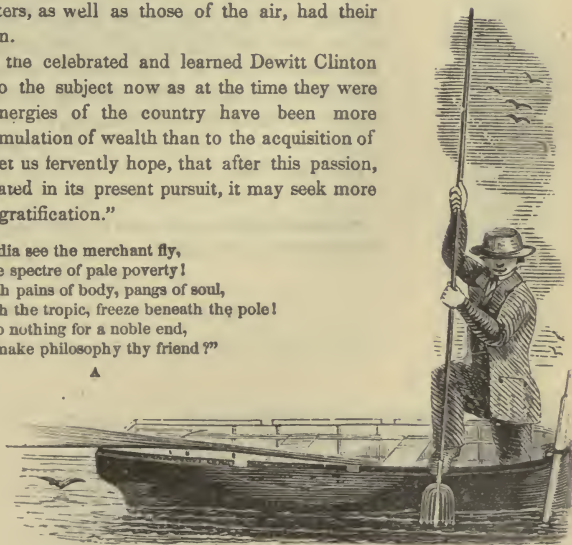 ters, as well as those of the air, had their
n.
the celebrated and learned Dewitt Clinton
o the subject now as at the time they were
nergies of the country have been more
mulation of wealth than to the acquisition of
et us fervently hope, that after this passion,
ated in its present pursuit, it may seek more
gratification."
dia see the merchant fly,
e spectre of pale poverty!
h pains of body, pangs of soul,
h the tropic, freeze beneath the pole!
o nothing for a noble end,
make philosophy thy friend?"
A